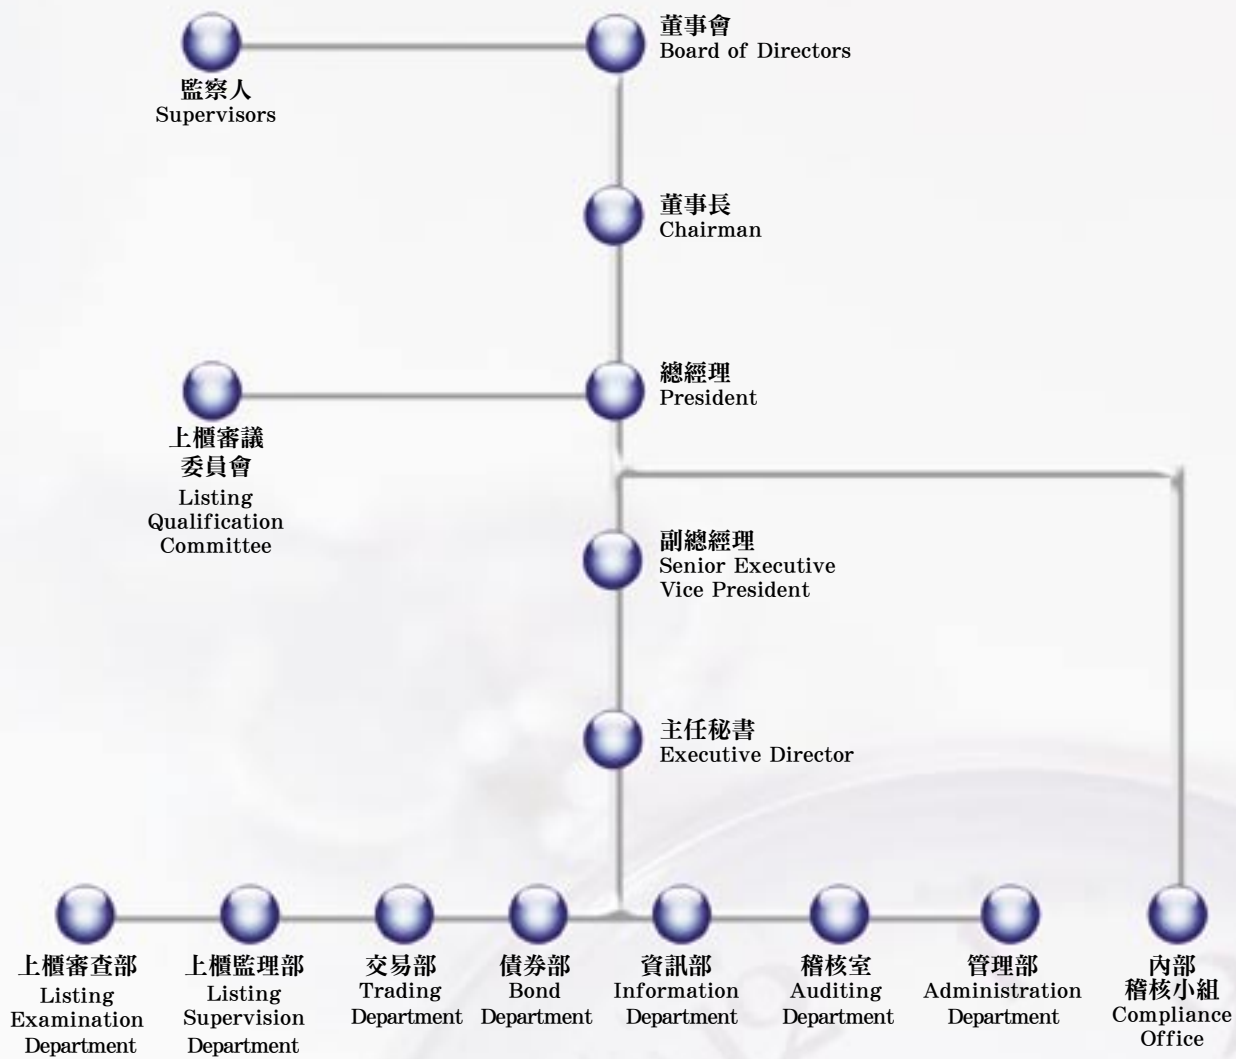 董事會
Board of Directors
監察人
Supervisors
董事長
Chairman
總經理
President
上櫃審議
委員會
Listing
Qualification
Committee
副總經理
Senior Executive
Vice President
主任秘書
Executive Director
上櫃審查部
Listing
Examination
Department
上櫃監理部
Listing
Supervision
Department
交易部
Trading
Department
債券部
Bond
Department
資訊部
Information
Department
稽核室
Auditing
Department
管理部
Administration
Department
內部
稽核小組
Compliance
Office